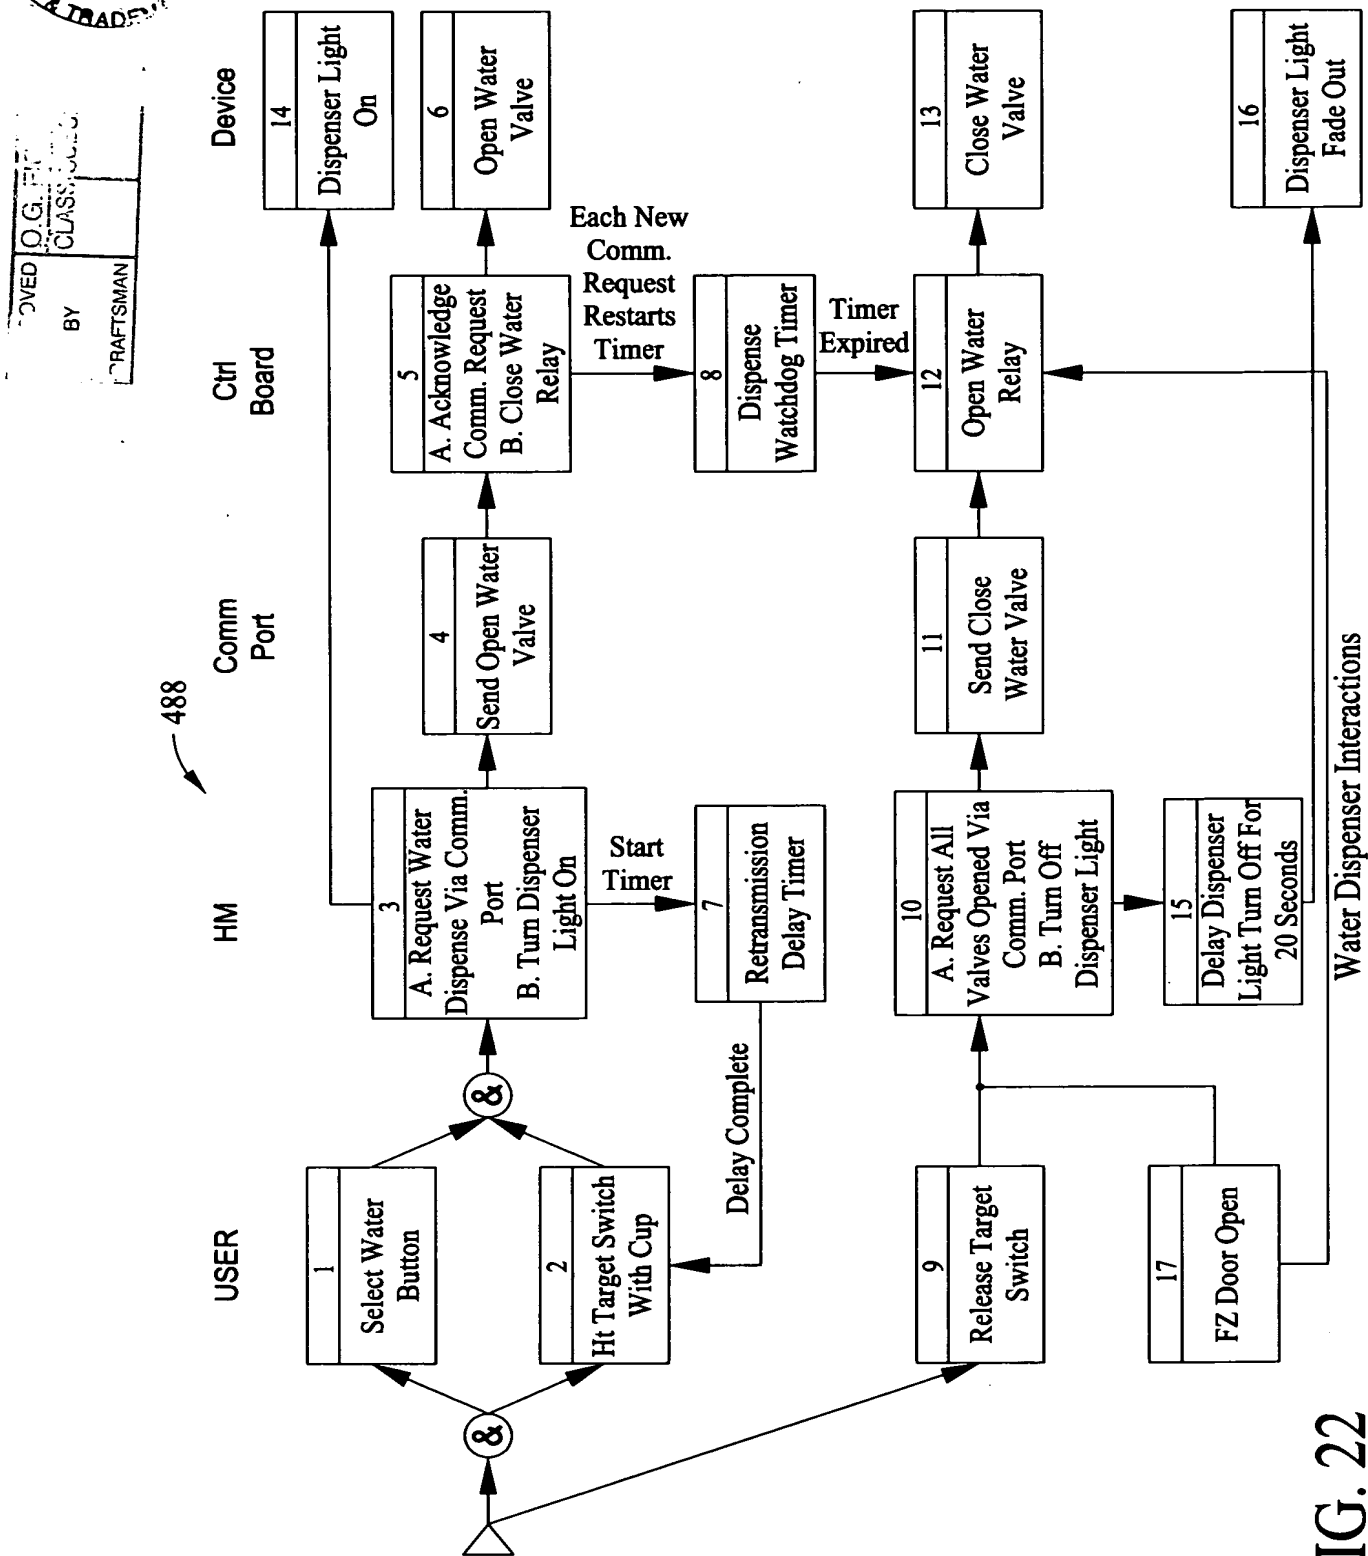 & TRADEM
OVED
O.G. FI
BY
CLASS
DRAFTSMAN
488
USER
HM
Comm
Port
Ctrl
Board
Device
1
Select Water
Button
2
Ht Target Switch
With Cup
&
&
3
A. Request Water
Dispense Via Comm.
Port
B. Turn Dispenser
Light On
4
Send Open Water
Valve
5
A. Acknowledge
Comm. Request
B. Close Water
Relay
6
Open Water
Valve
14
Dispenser Light
On
Start
Timer
7
Retransmission
Delay Timer
Delay Complete
Each New
Comm.
Request
Restarts
Timer
8
Dispense
Watchdog Timer
Timer
Expired
9
Release Target
Switch
10
A. Request All
Valves Opened Via
Comm. Port
B. Turn Off
Dispenser Light
11
Send Close
Water Valve
12
Open Water
Relay
13
Close Water
Valve
15
Delay Dispenser
Light Turn Off For
20 Seconds
16
Dispenser Light
Fade Out
17
FZ Door Open
Water Dispenser Interactions
IG. 22